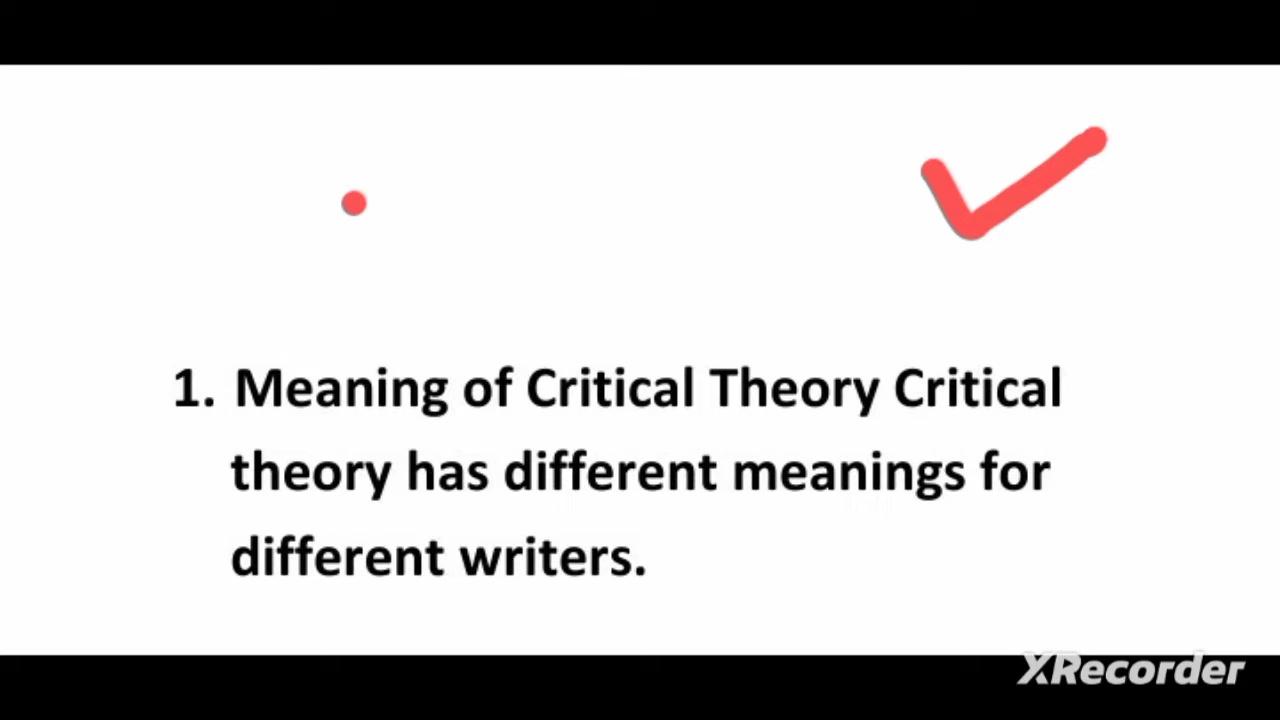 1. Meaning of Critical Theory Critical
theory has different meanings for
different writers.
XRecorder